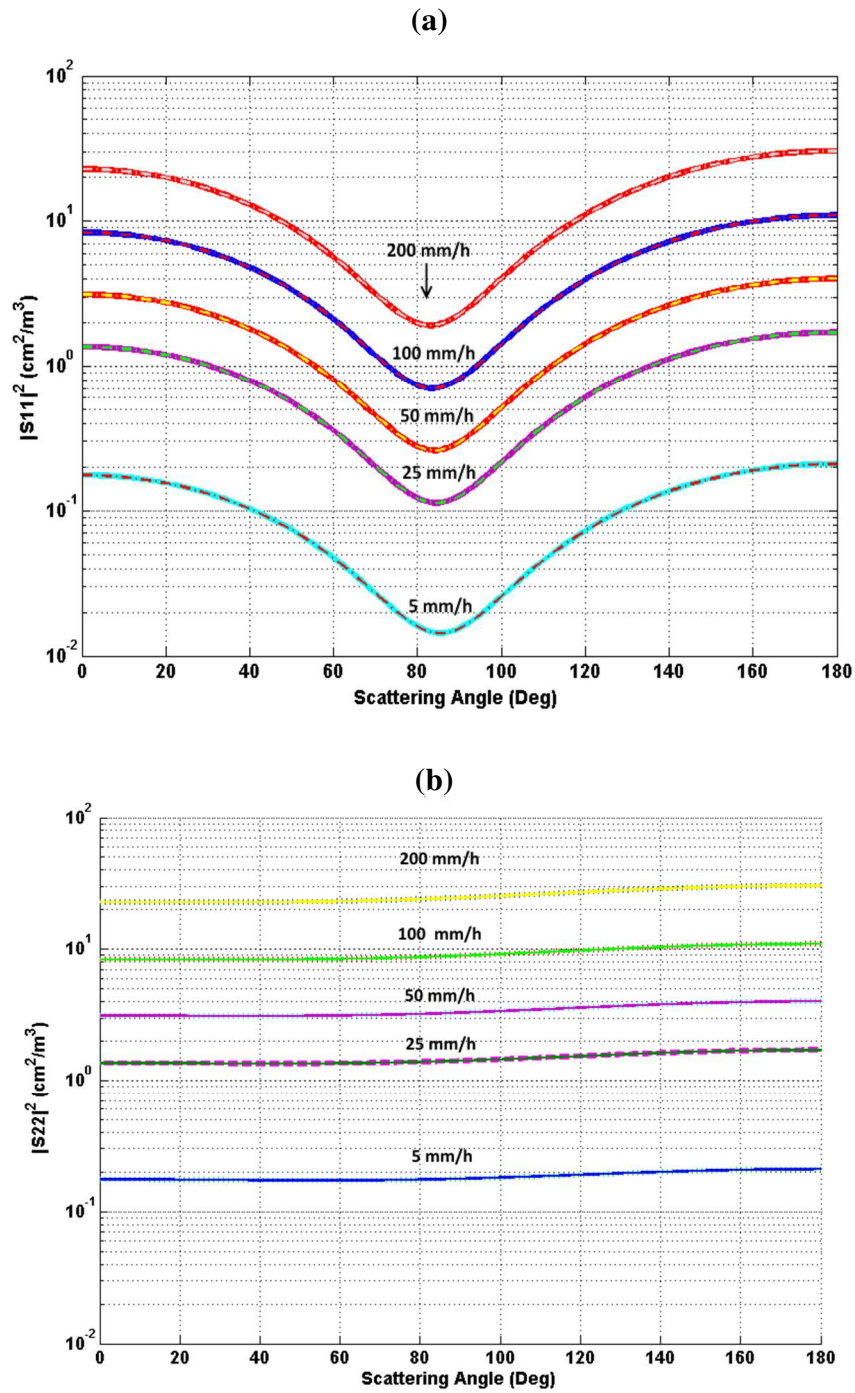 (a)
10^2
10^1
10^0
10^-1
10^-2
|S11|^2 (cm^2/m^3)
200 mm/h
100 mm/h
50 mm/h
25 mm/h
5 mm/h
0 20 40 60 80 100 120 140 160 180
Scattering Angle (Deg)
(b)
10^2
10^1
10^0
10^-1
10^-2
|S22|^2 (cm^2/m^3)
200 mm/h
100 mm/h
50 mm/h
25 mm/h
5 mm/h
0 20 40 60 80 100 120 140 160 180
Scattering Angle (Deg)